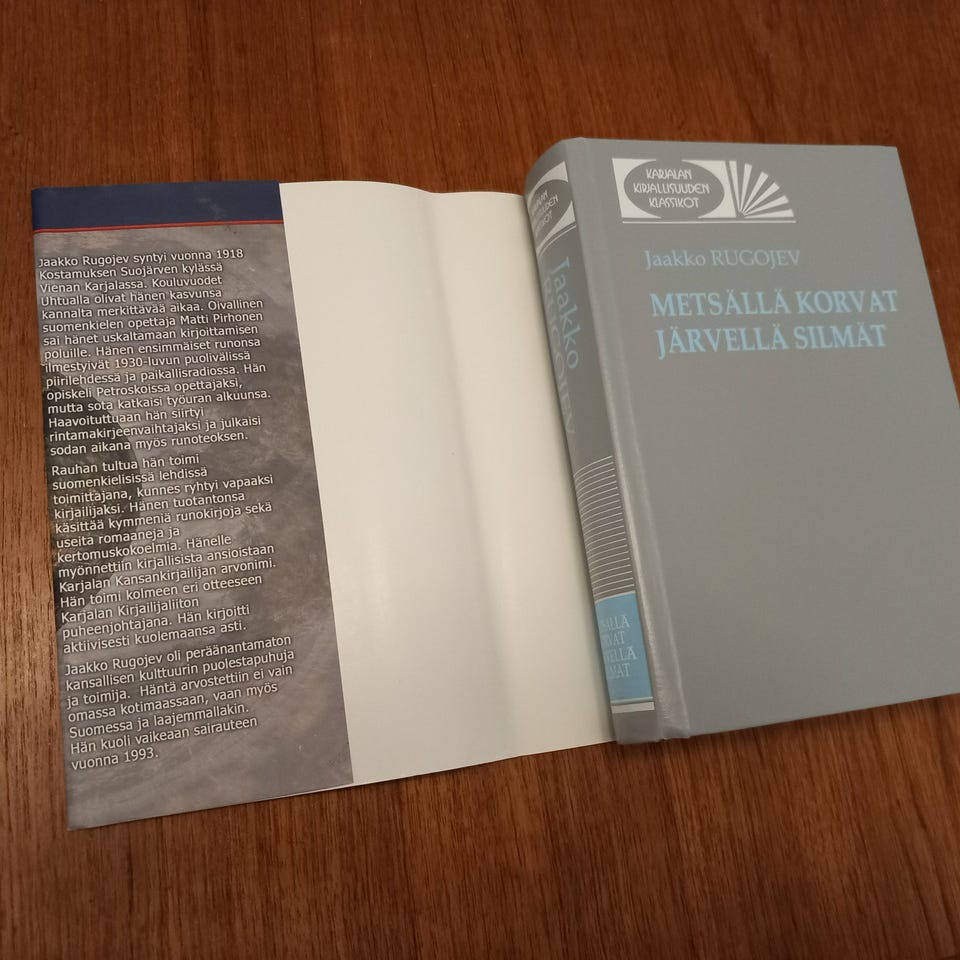 Jaakko Rugojev syntyi vuonna 1918
Kostamuksen Suojärven kylässä
Vienan Karjalassa. Kouluvuodet
Uhtualla olivat hänen kasvunsa
kannalta merkittävää aikaa. Oivallinen
suomenkielen opettaja Matti Pirhonen
sai hänet uskaltamaan kirjoittamisen
poluille. Hänen ensimmäiset runonsa
ilmestyivät 1930-luvun puolivälissä
piirilehdessä ja paikallisradiossa. Hän
opiskeli Petroskoissa opettajaksi,
mutta sota katkaisi työuran alkuunsa.
Haavoituttuaan hän siirtyi
rintamakirjeenvaihtajaksi ja julkaisi
sodan aikana myös runoteoksen.
Rauhan tultua hän toimi
suomenkielisissä lehdissä
toimittajana, kunnes ryhtyi vapaaksi
kirjailijaksi. Hänen tuotantonsa
käsittää kymmeniä runokirjoja sekä
useita romaaneja ja
kertomuskokoelmia. Hänelle
myönnettiin kirjallisista ansioistaan
Karjalan Kansankirjailijan arvonimi.
Hän toimi kolmeen eri otteeseen
Karjalan Kirjailijaliiton
puheenjohtajana. Hän kirjoitti
aktiivisesti kuolemaansa asti.
Jaakko Rugojev oli peräänantamaton
kansallisen kulttuurin puolestapuhuja
ja toimija. Häntä arvostettiin ei vain
omassa kotimaassaan, vaan myös
Suomessa ja laajemmallakin.
Hän kuoli vaikeaan sairauteen
vuonna 1993.
Jaakko
KARJALAN
KIRJALLISUUDEN
KLASSIKOT
Jaakko RUGOJEV
METSÄLLÄ KORVAT
JÄRVELLÄ SILMÄT